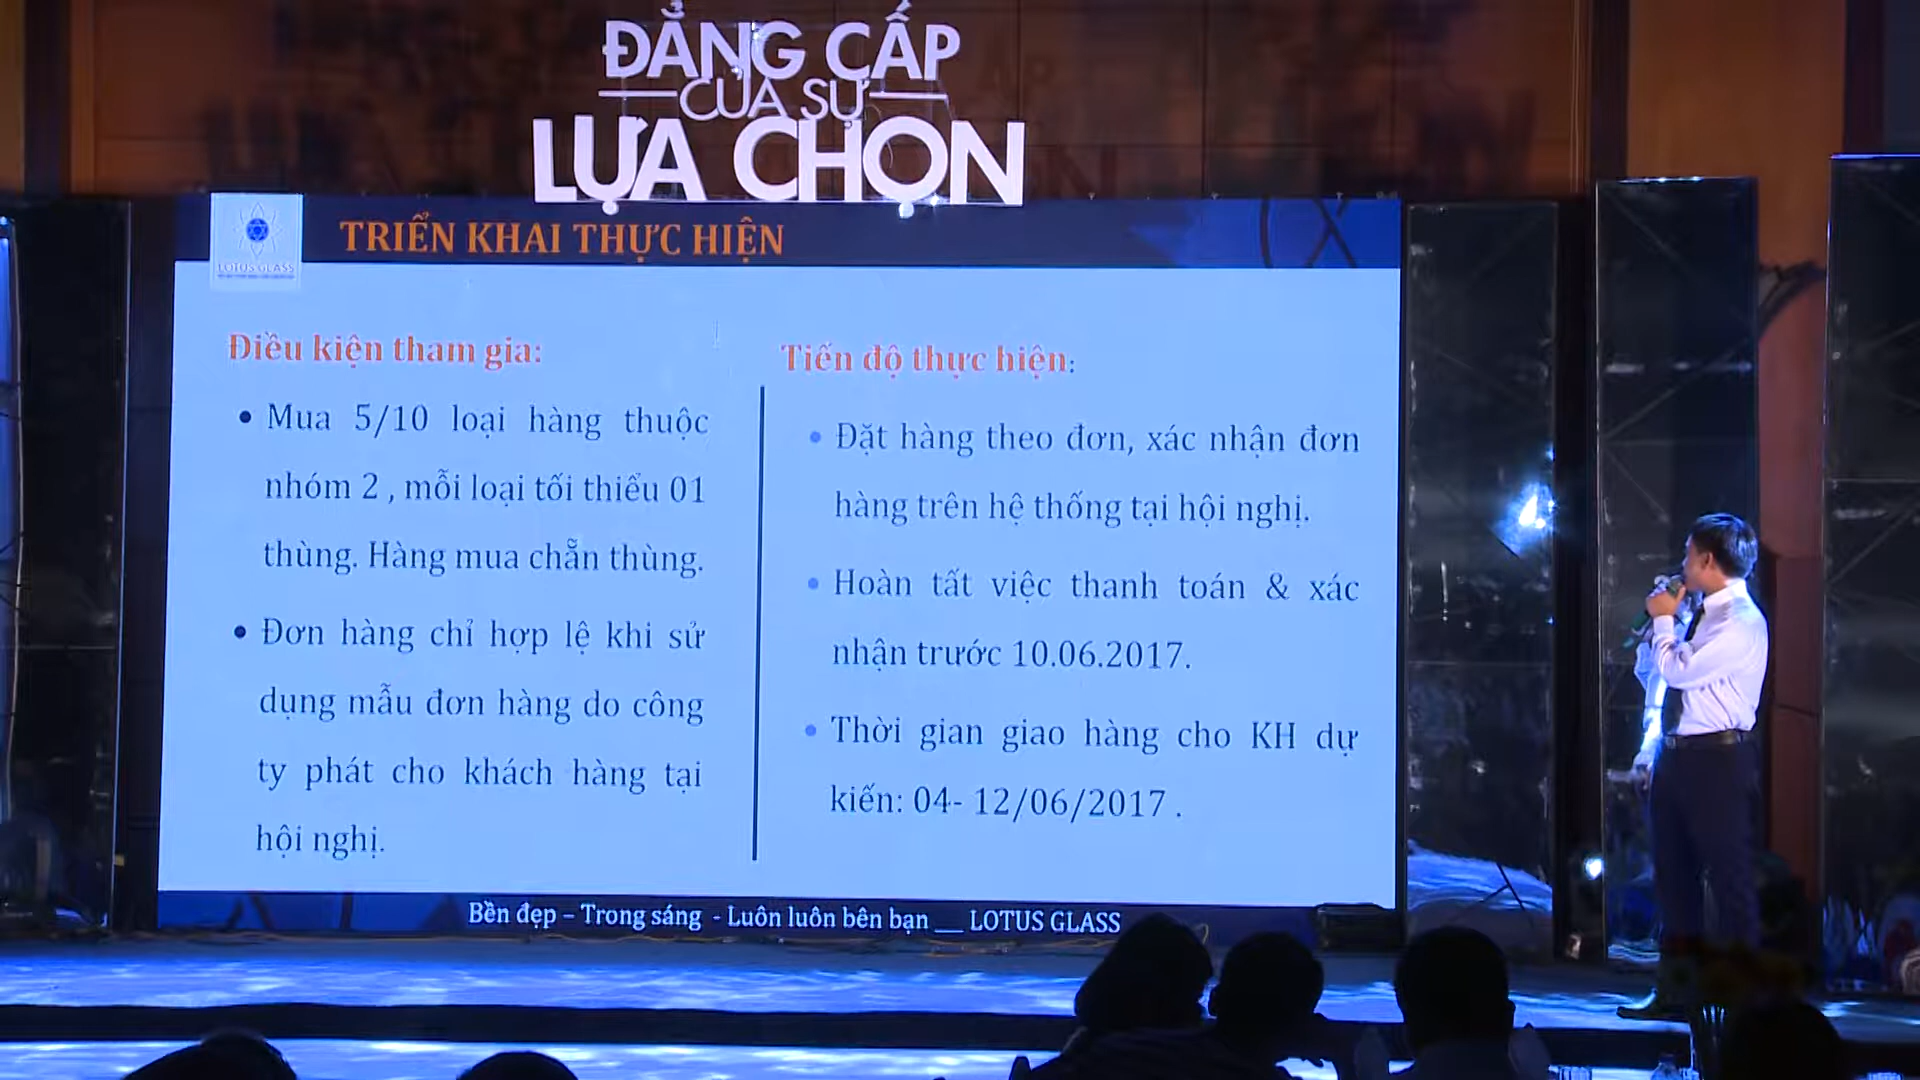 ĐẲNG CẤP
CỦA SỰ
LỰA CHỌN
LOTUS GLASS
TRIỂN KHAI THỰC HIỆN
Điều kiện tham gia:
• Mua 5/10 loại hàng thuộc
nhóm 2 , mỗi loại tối thiểu 01
thùng. Hàng mua chẵn thùng.
• Đơn hàng chỉ hợp lệ khi sử
dụng mẫu đơn hàng do công
ty phát cho khách hàng tại
hội nghị.
Tiến độ thực hiện:
• Đặt hàng theo đơn, xác nhận đơn
hàng trên hệ thống tại hội nghị.
• Hoàn tất việc thanh toán & xác
nhận trước 10.06.2017.
• Thời gian giao hàng cho KH dự
kiến: 04- 12/06/2017 .
Bền đẹp – Trong sáng - Luôn luôn bên bạn __ LOTUS GLASS